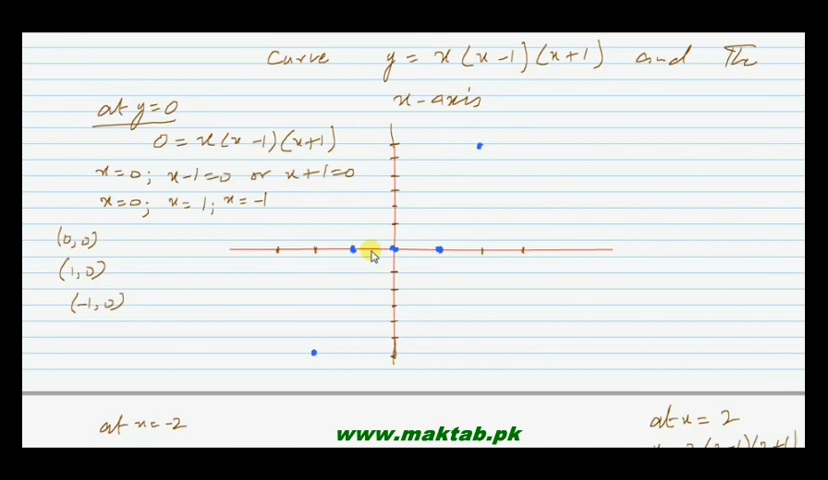 Curve y = x(x-1)(x+1) and The
x-axis
at y=0
0 = x(x-1)(x+1)
x=0; x-1=0 or x+1=0
x=0; x=1; x=-1
(0,0)
(1,0)
(-1,0)
at x=-2
at x=2
www.maktab.pk